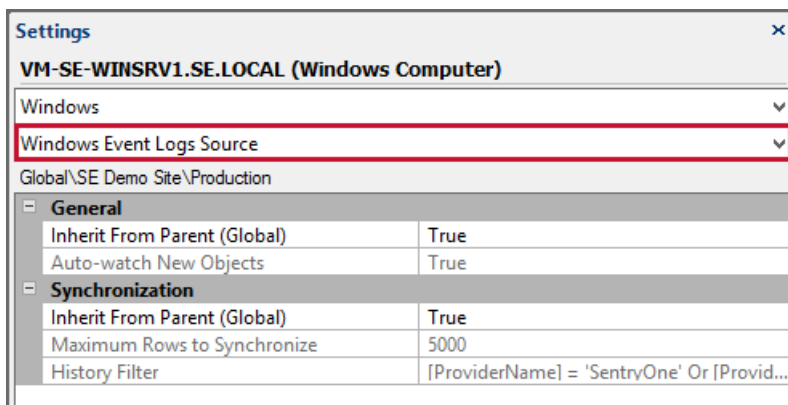 Settings
VM-SE-WINSRV1.SE.LOCAL (Windows Computer)
Windows
Windows Event Logs Source
Global\SE Demo Site\Production
General
Inherit From Parent (Global) True
Auto-watch New Objects True
Synchronization
Inherit From Parent (Global) True
Maximum Rows to Synchronize 5000
History Filter [ProviderName] = 'SentryOne' Or [Provid...